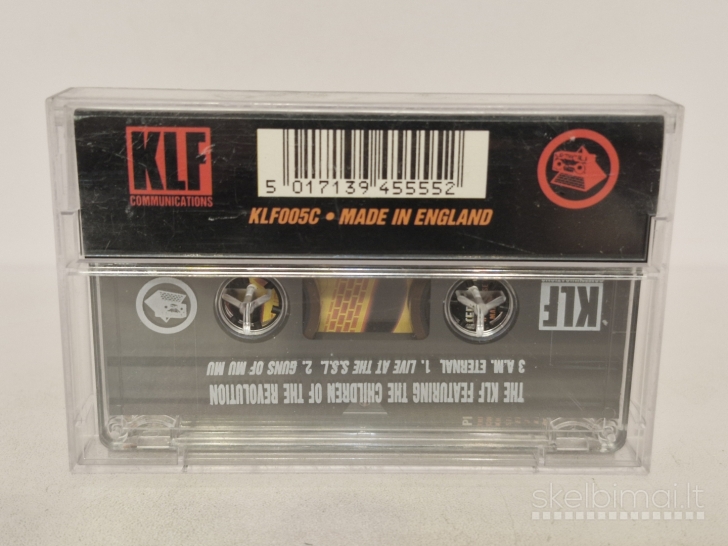 KLF
COMMUNICATIONS
5 017139 455552
KLF005C • MADE IN ENGLAND
KLF
THE KLF FEATURING THE CHILDREN OF THE REVOLUTION
3 A.M. ETERNAL 1. LIVE AT THE S.S.L. 2. GUNS OF MU MU
skelbimai.lt